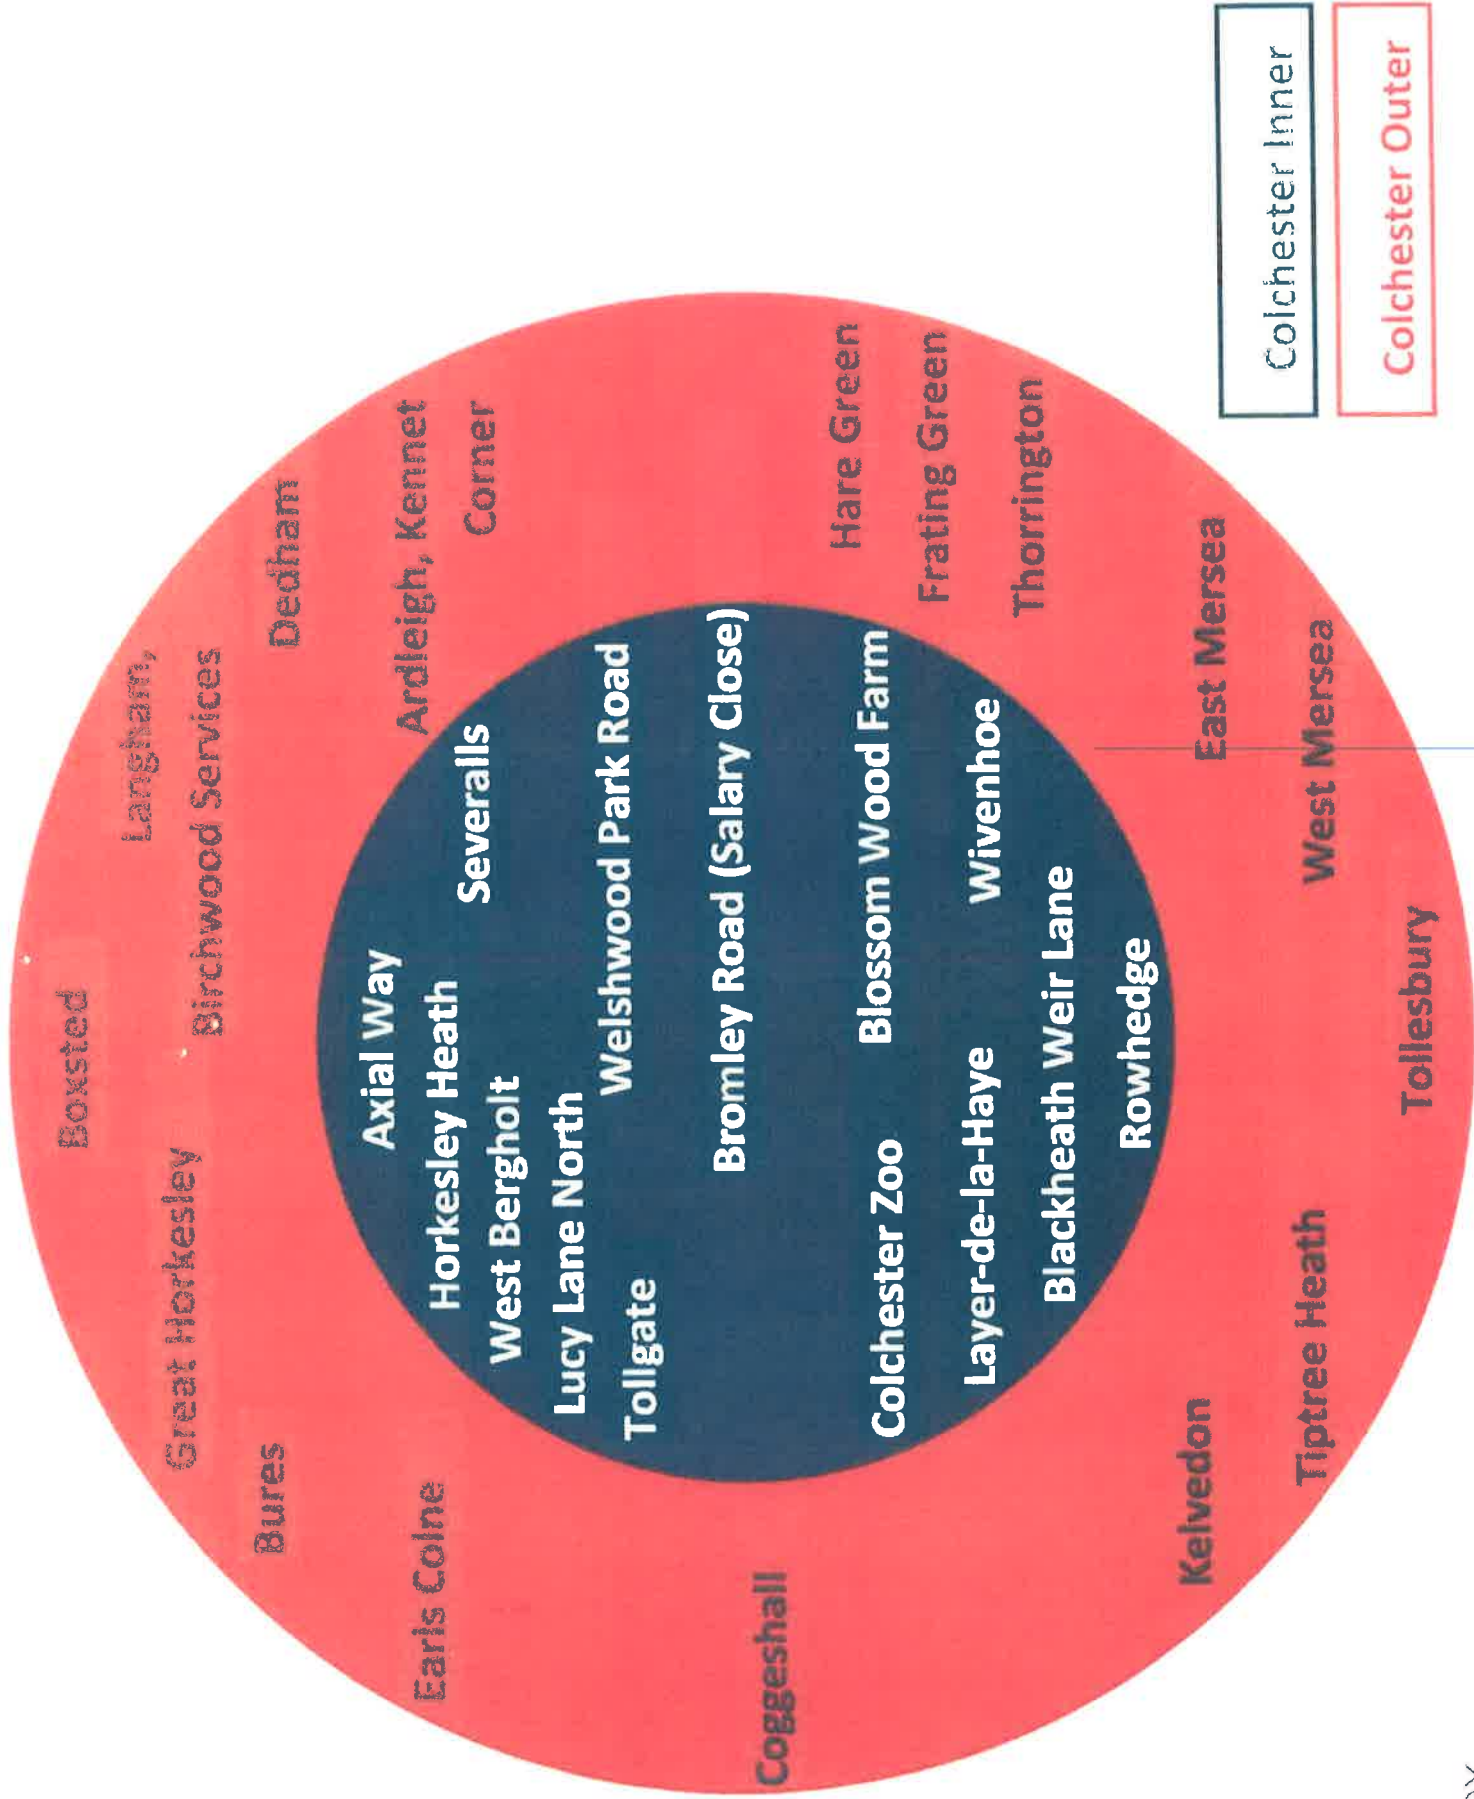 Boxsted
Langham,
Birchwood Services
Great Horkesley
Dedham
Bures
Ardleigh, Kennet
Corner
Earls Colne
Axial Way
Horkesley Heath
Severalls
West Bergholt
Lucy Lane North
Welshwood Park Road
Tollgate
Bromley Road (Salary Close)
Coggeshall
Hare Green
Colchester Zoo
Blossom Wood Farm
Frating Green
Layer-de-la-Haye
Wivenhoe
Thorrington
Blackheath Weir Lane
Rowhedge
Kelvedon
East Mersea
Tiptree Heath
West Mersea
Tollesbury
Colchester Inner
Colchester Outer